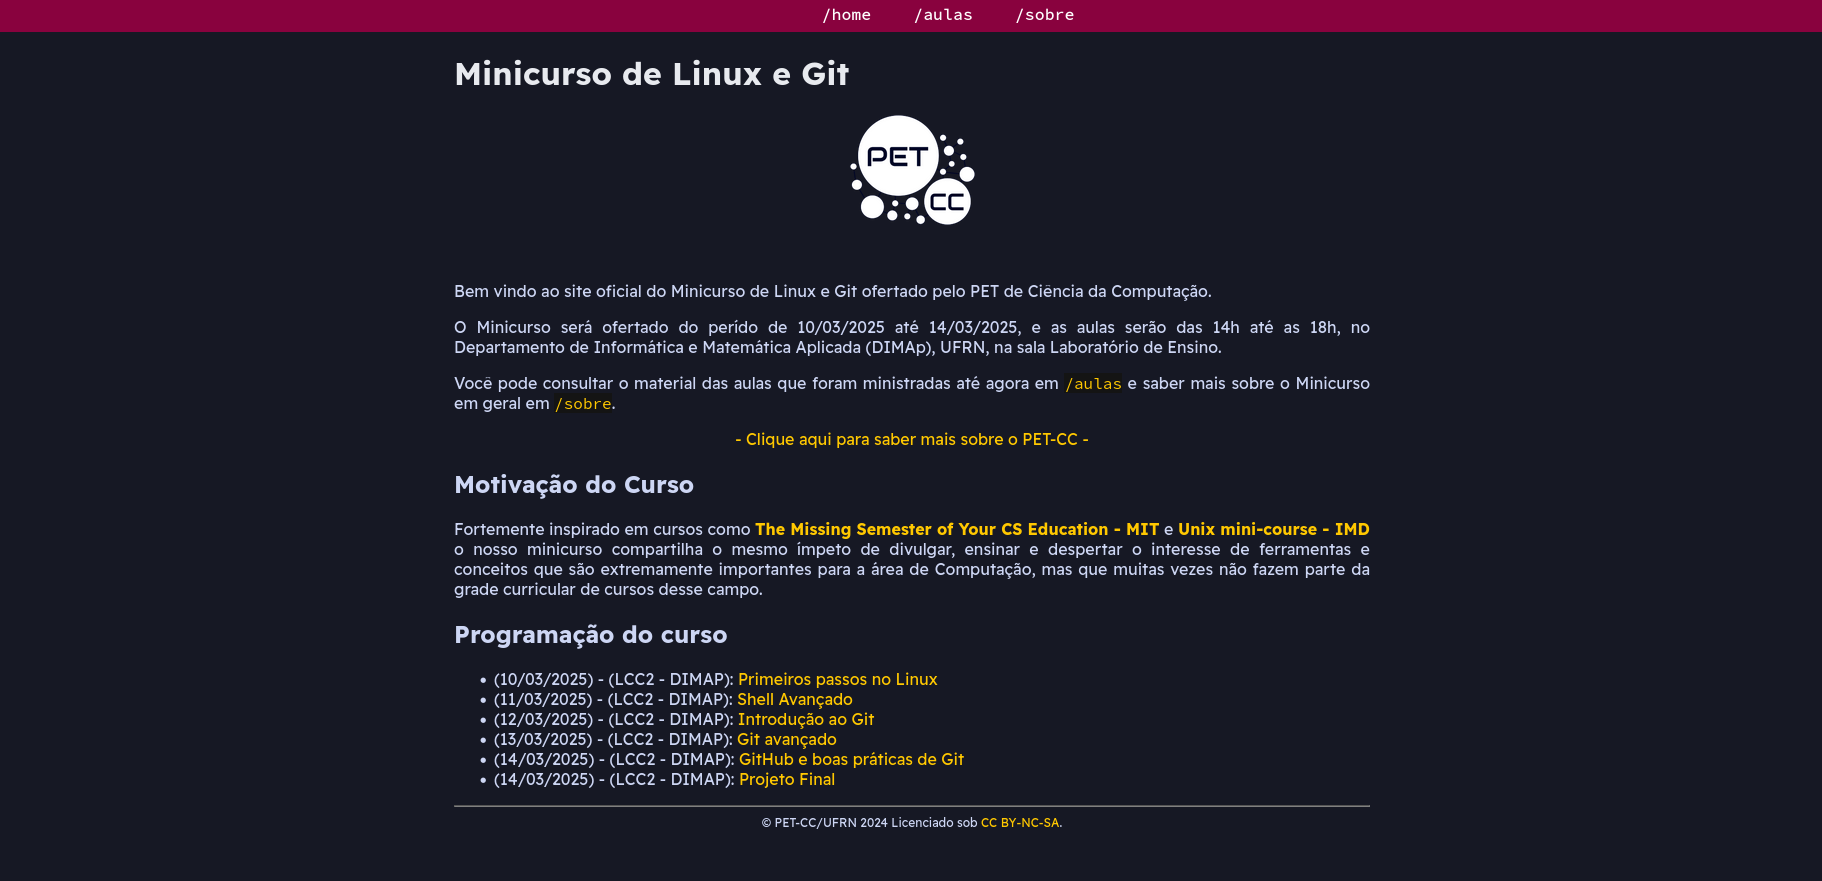 /home /aulas /sobre
Minicurso de Linux e Git
PET
CC
Bem vindo ao site oficial do Minicurso de Linux e Git ofertado pelo PET de Ciência da Computação.
O Minicurso será ofertado do perído de 10/03/2025 até 14/03/2025, e as aulas serão das 14h até as 18h, no
Departamento de Informática e Matemática Aplicada (DIMAp), UFRN, na sala Laboratório de Ensino.
Você pode consultar o material das aulas que foram ministradas até agora em /aulas e saber mais sobre o Minicurso
em geral em /sobre.
- Clique aqui para saber mais sobre o PET-CC -
Motivação do Curso
Fortemente inspirado em cursos como The Missing Semester of Your CS Education - MIT e Unix mini-course - IMD
o nosso minicurso compartilha o mesmo ímpeto de divulgar, ensinar e despertar o interesse de ferramentas e
conceitos que são extremamente importantes para a área de Computação, mas que muitas vezes não fazem parte da
grade curricular de cursos desse campo.
Programação do curso
• (10/03/2025) - (LCC2 - DIMAP): Primeiros passos no Linux
• (11/03/2025) - (LCC2 - DIMAP): Shell Avançado
• (12/03/2025) - (LCC2 - DIMAP): Introdução ao Git
• (13/03/2025) - (LCC2 - DIMAP): Git avançado
• (14/03/2025) - (LCC2 - DIMAP): GitHub e boas práticas de Git
• (14/03/2025) - (LCC2 - DIMAP): Projeto Final
© PET-CC/UFRN 2024 Licenciado sob CC BY-NC-SA.